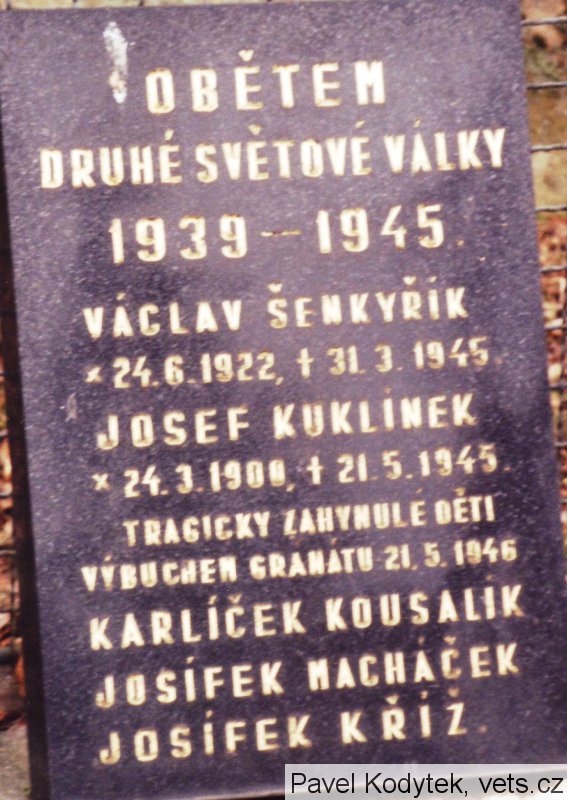 OBĚTEM
DRUHÉ SVĚTOVÉ VÁLKY
1939 – 1945.
VÁCLAV ŠENKYŘÍK
× 24.6.1922, † 31.3.1945.
JOSEF KUKLÍNEK
× 24.3.1900, † 21.5.1945.
TRAGICKY ZAHYNULÉ DĚTI
VÝBUCHEM GRANÁTU 21.5.1946
KARLÍČEK KOUSALÍK
JOSÍFEK MACHÁČEK
JOSÍFEK KŘÍŽ.
Pavel Kodytek, vets.cz